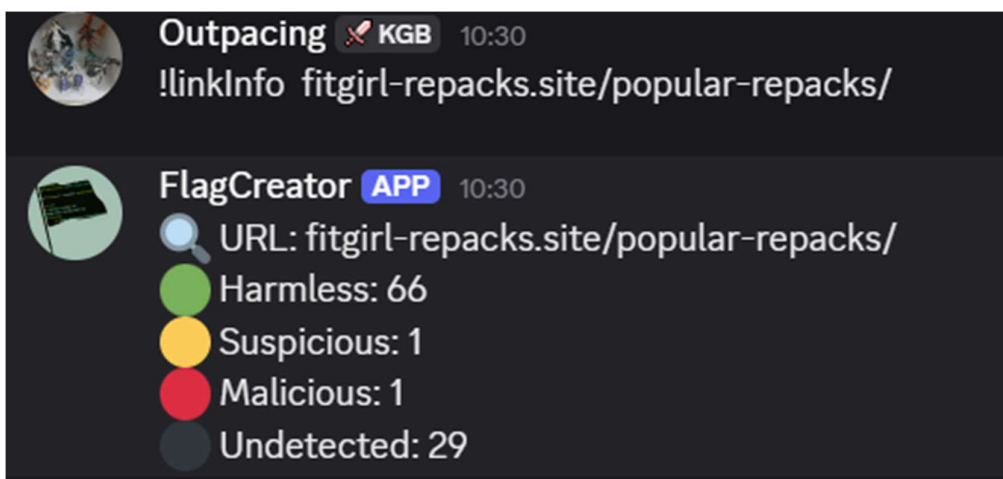 Outpacing KGB 10:30
!linkInfo fitgirl-repacks.site/popular-repacks/
FlagCreator APP 10:30
URL: fitgirl-repacks.site/popular-repacks/
Harmless: 66
Suspicious: 1
Malicious: 1
Undetected: 29